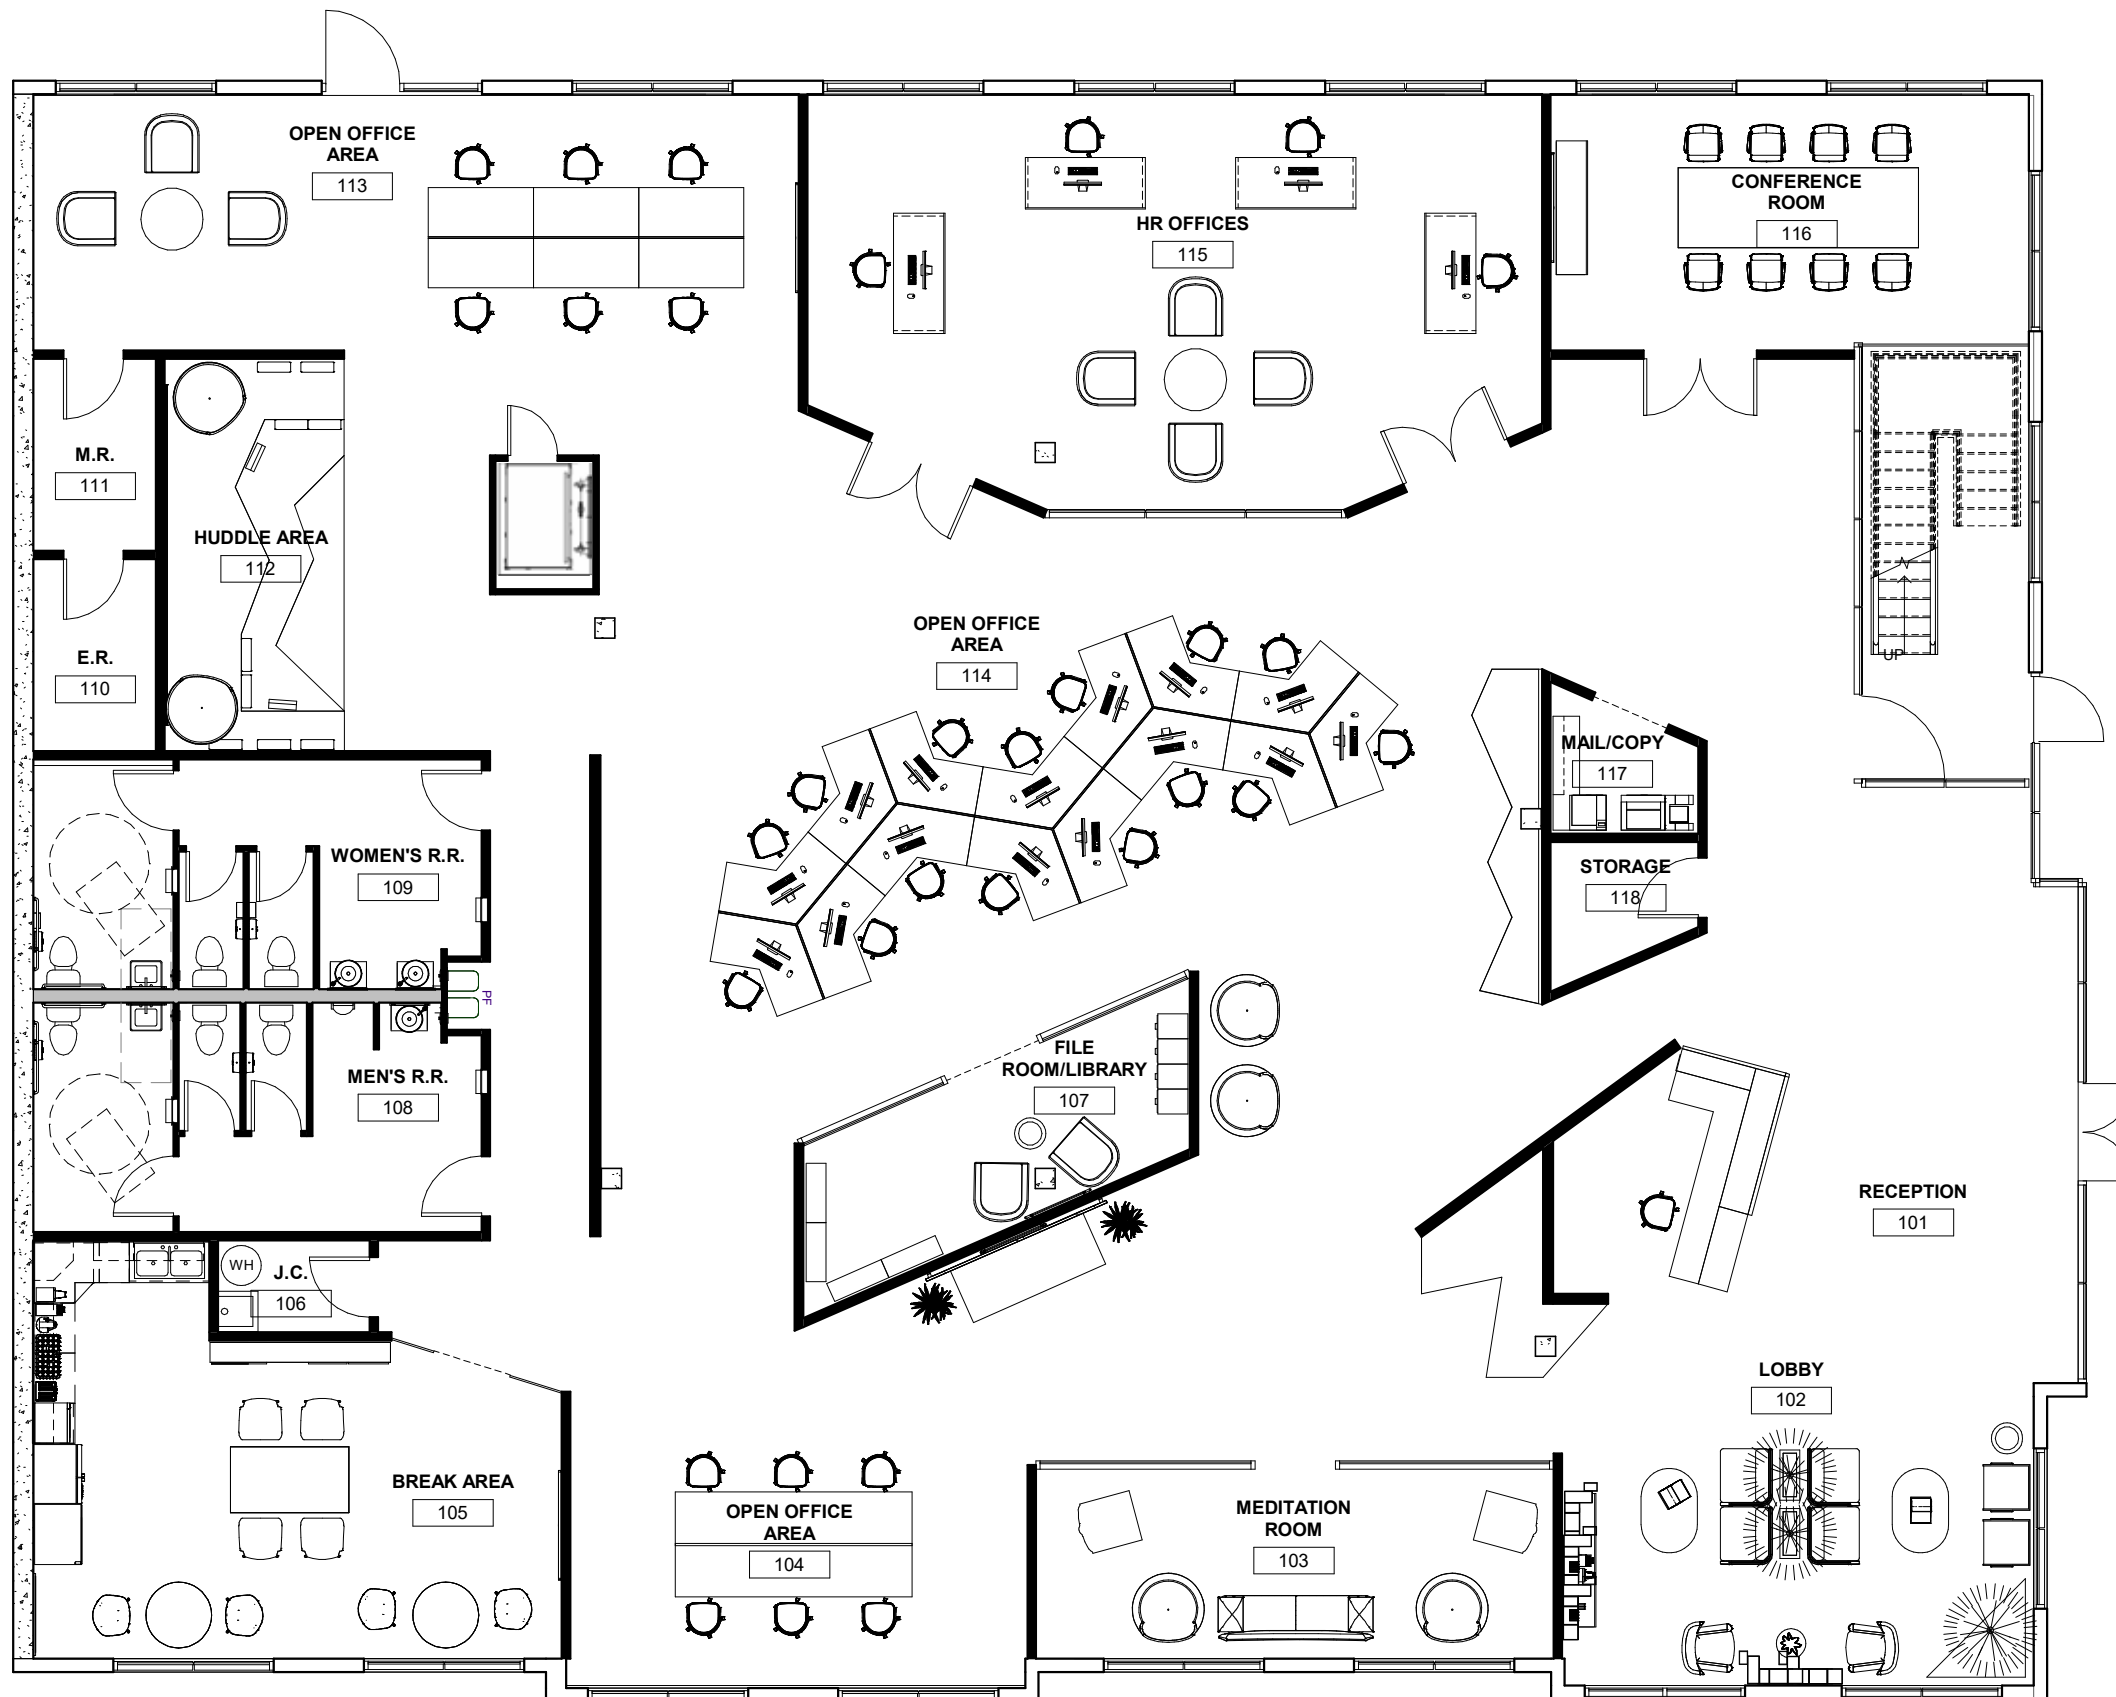 OPEN OFFICE
AREA
113
HR OFFICES
115
CONFERENCE
ROOM
116
M.R.
111
HUDDLE AREA
112
E.R.
110
OPEN OFFICE
AREA
114
UP
MAIL/COPY
117
STORAGE
118
WOMEN'S R.R.
109
PF
MEN'S R.R.
108
FILE
ROOM/LIBRARY
107
RECEPTION
101
WH
J.C.
106
LOBBY
102
BREAK AREA
105
OPEN OFFICE
AREA
104
MEDITATION
ROOM
103